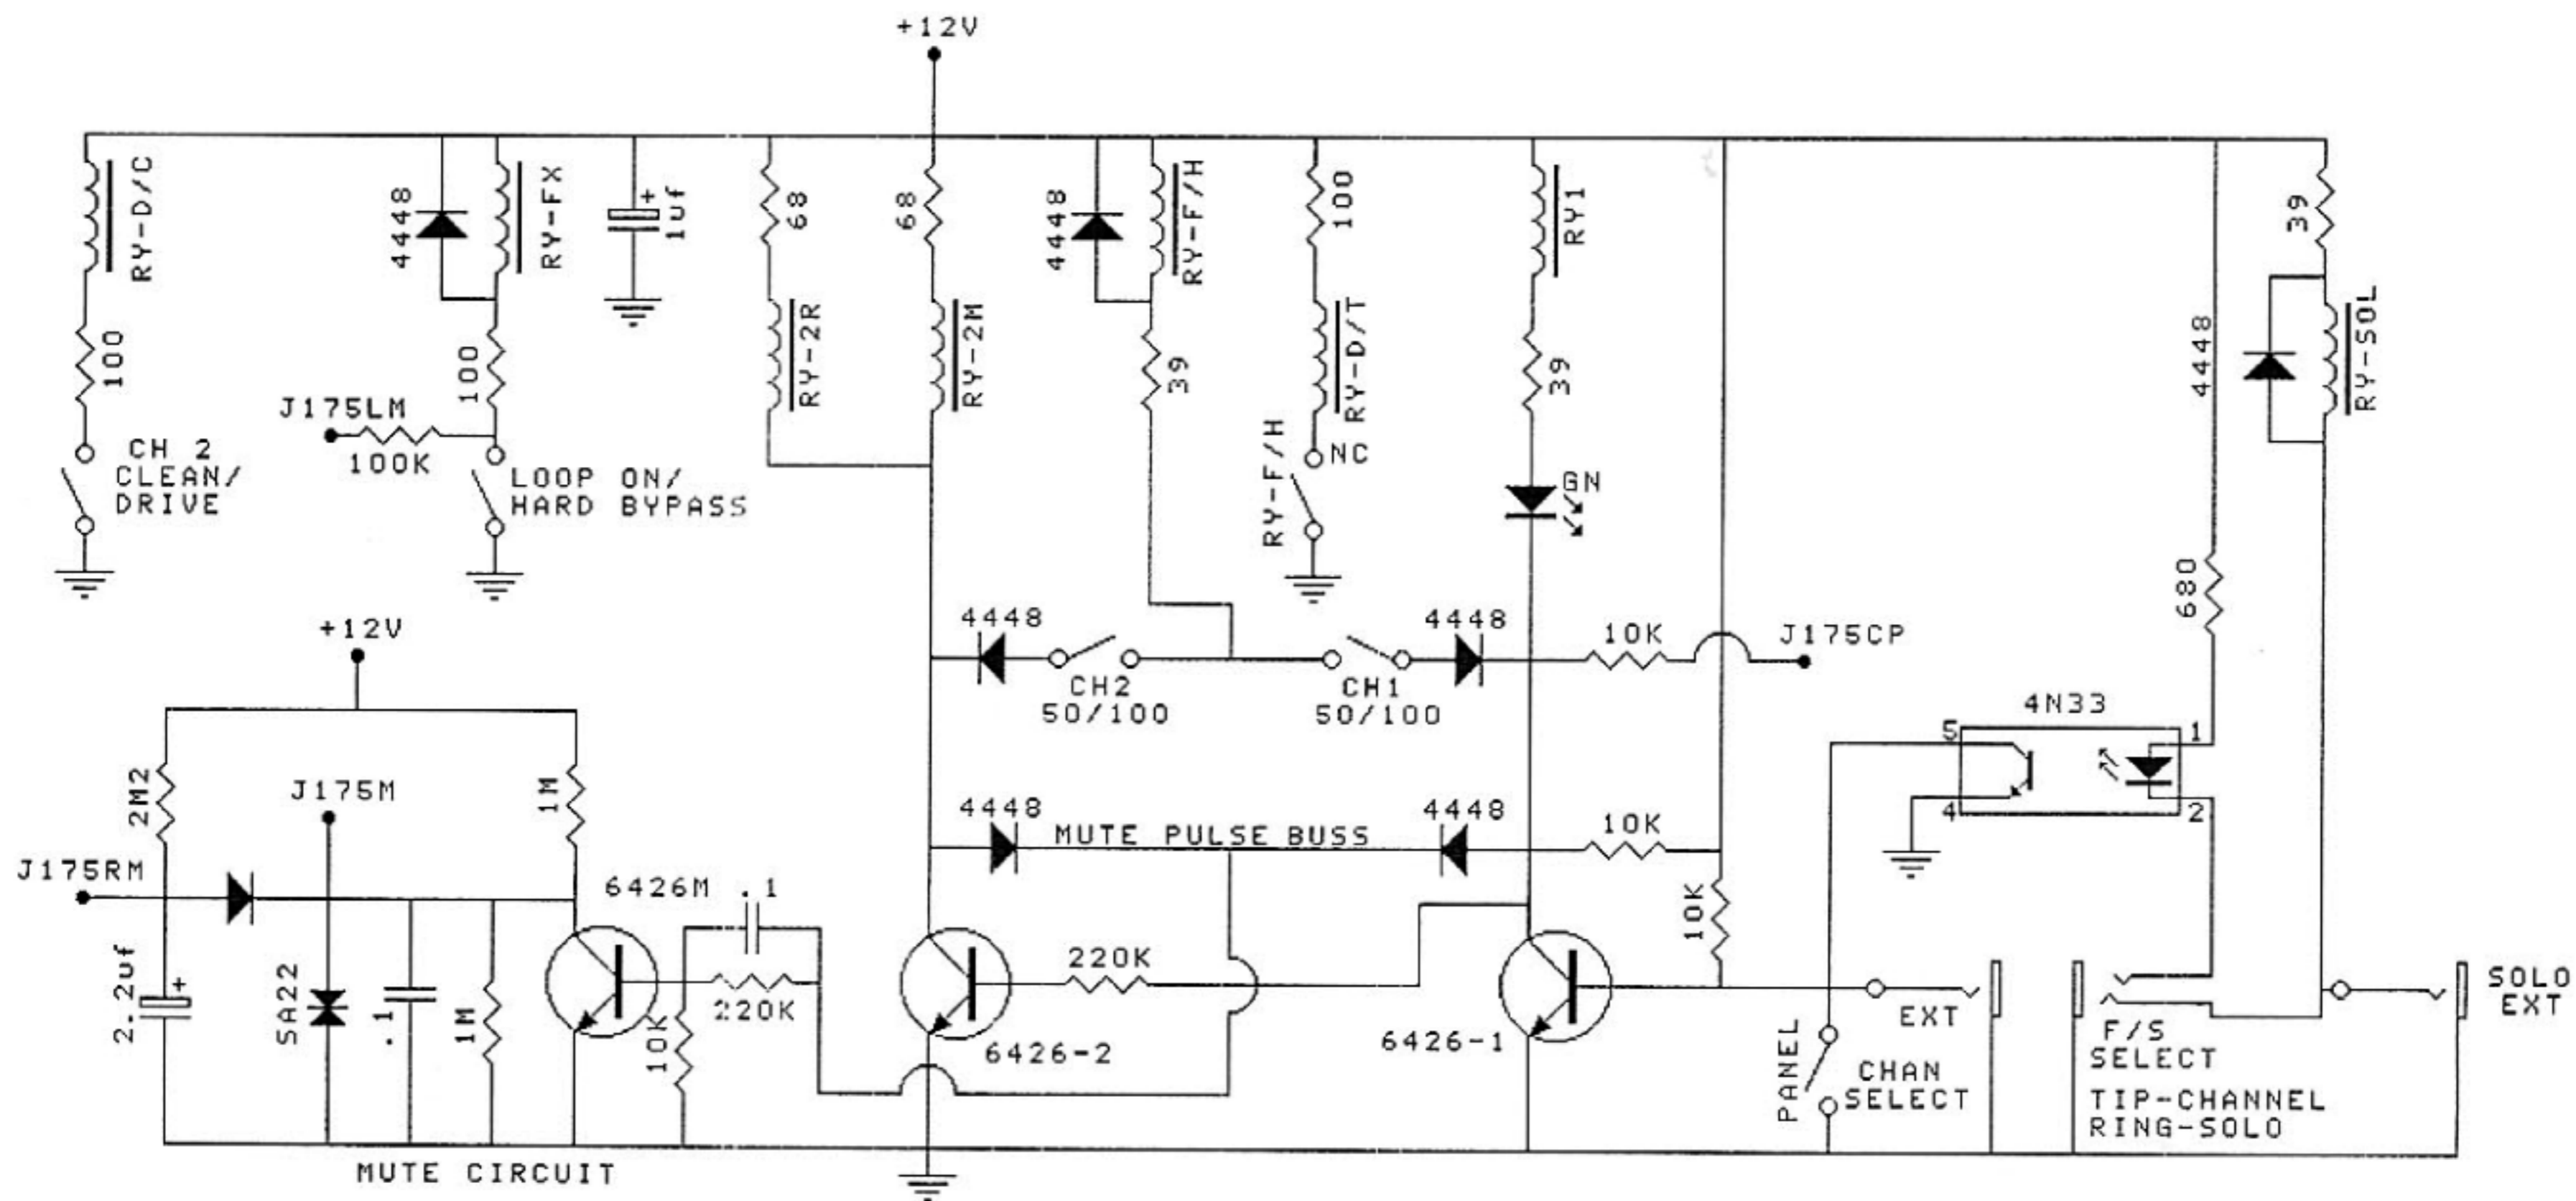 +12V
RY-D/C
4448
RY-FX
+
1uf
68
68
4448
RY-F/H
100
RY1
39
100
J175LM
100K
100
CH 2
CLEAN/
DRIVE
LOOP ON/
HARD BYPASS
RY-2R
RY-2M
39
RY-D/T
NC
RY-F/H
39
GN
4448
RY-SOL
680
+12V
4448
CH2
50/100
CH1
50/100
4448
10K
J175CP
4N33
5
1
4
2
2M2
J175M
1M
4448
MUTE PULSE BUSS
4448
10K
J175RM
6426M
.1
10K
2.2uf
+
SA22
.1
1M
10K
220K
220K
6426-2
6426-1
PANEL
CHAN
SELECT
EXT
F/S
SELECT
TIP-CHANNEL
RING-SOLO
SOLO
EXT
MUTE CIRCUIT